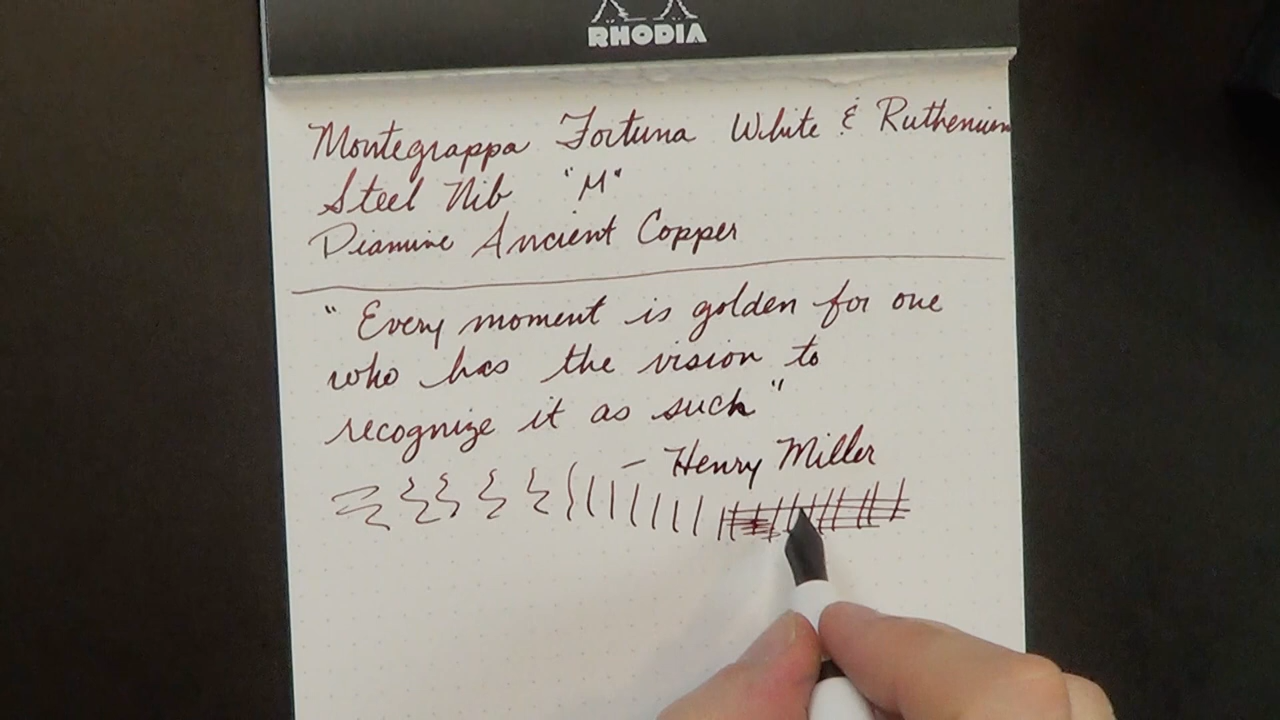 RHODIA
Montegrappa Fortuna White & Ruthenium
Steel Nib "M"
Diamine Ancient Copper
"Every moment is golden for one
who has the vision to
recognize it as such"
- Henry Miller